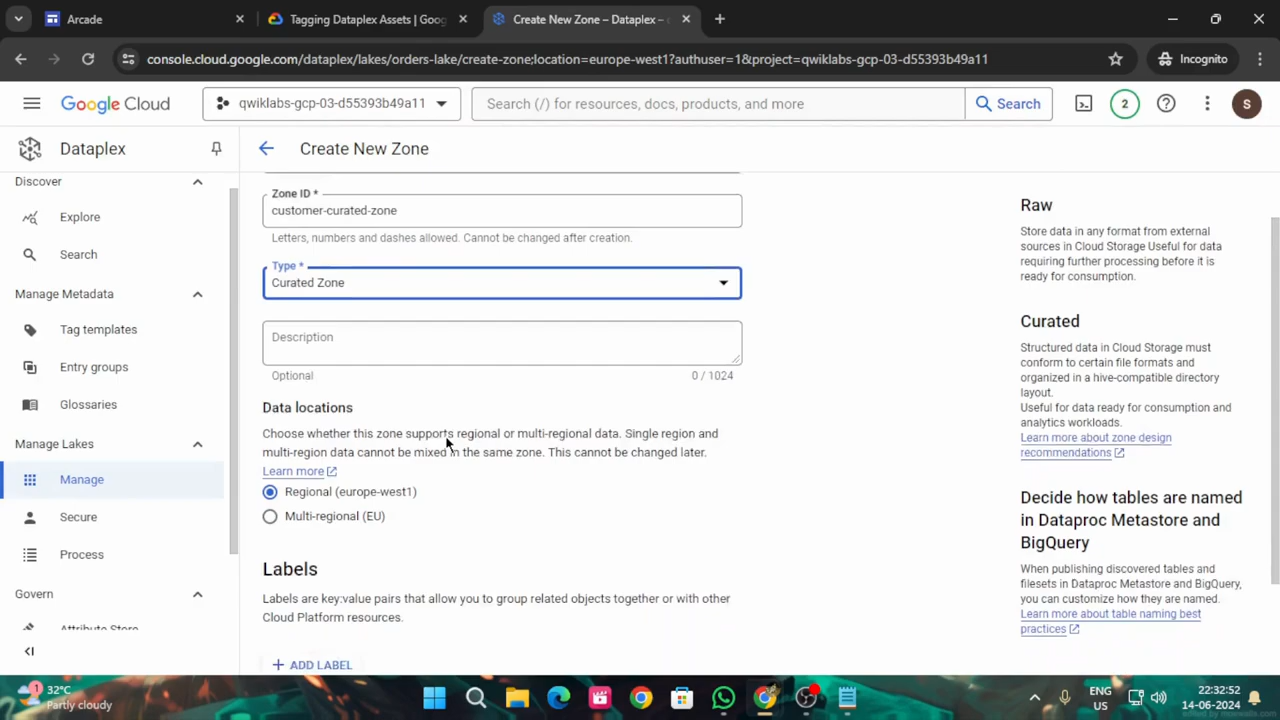 Arcade
Tagging Dataplex Assets | Goog
Create New Zone – Dataplex –
console.cloud.google.com/dataplex/lakes/orders-lake/create-zone;location=europe-west1?authuser=1&project=qwiklabs-gcp-03-d55393b49a11
Incognito
Google Cloud
qwiklabs-gcp-03-d55393b49a11
Search (/) for resources, docs, products, and more
Search
2
S
Dataplex
Create New Zone
Discover
Explore
Search
Manage Metadata
Tag templates
Entry groups
Glossaries
Manage Lakes
Manage
Secure
Process
Govern
Attribute Store
Zone ID *
customer-curated-zone
Letters, numbers and dashes allowed. Cannot be changed after creation.
Type *
Curated Zone
Description
Optional
0 / 1024
Data locations
Choose whether this zone supports regional or multi-regional data. Single region and
multi-region data cannot be mixed in the same zone. This cannot be changed later.
Learn more
Regional (europe-west1)
Multi-regional (EU)
Labels
Labels are key:value pairs that allow you to group related objects together or with other
Cloud Platform resources.
+ ADD LABEL
Raw
Store data in any format from external
sources in Cloud Storage Useful for data
requiring further processing before it is
ready for consumption.
Curated
Structured data in Cloud Storage must
conform to certain file formats and
organized in a hive-compatible directory
layout.
Useful for data ready for consumption and
analytics workloads.
Learn more about zone design
recommendations
Decide how tables are named
in Dataproc Metastore and
BigQuery
When publishing discovered tables and
filesets in Dataproc Metastore and BigQuery,
you can customize how they are named.
Learn more about table naming best
practices
1
32°C
Partly cloudy
ENG
US
22:32:52
14-06-2024